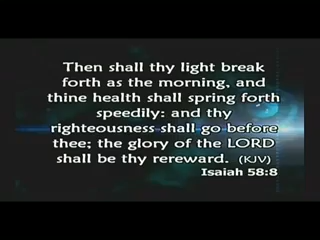 Then shall thy light break
forth as the morning, and
thine health shall spring forth
speedily: and thy
righteousness shall go before
thee; the glory of the LORD
shall be thy rereward. (KJV)
Isaiah 58:8